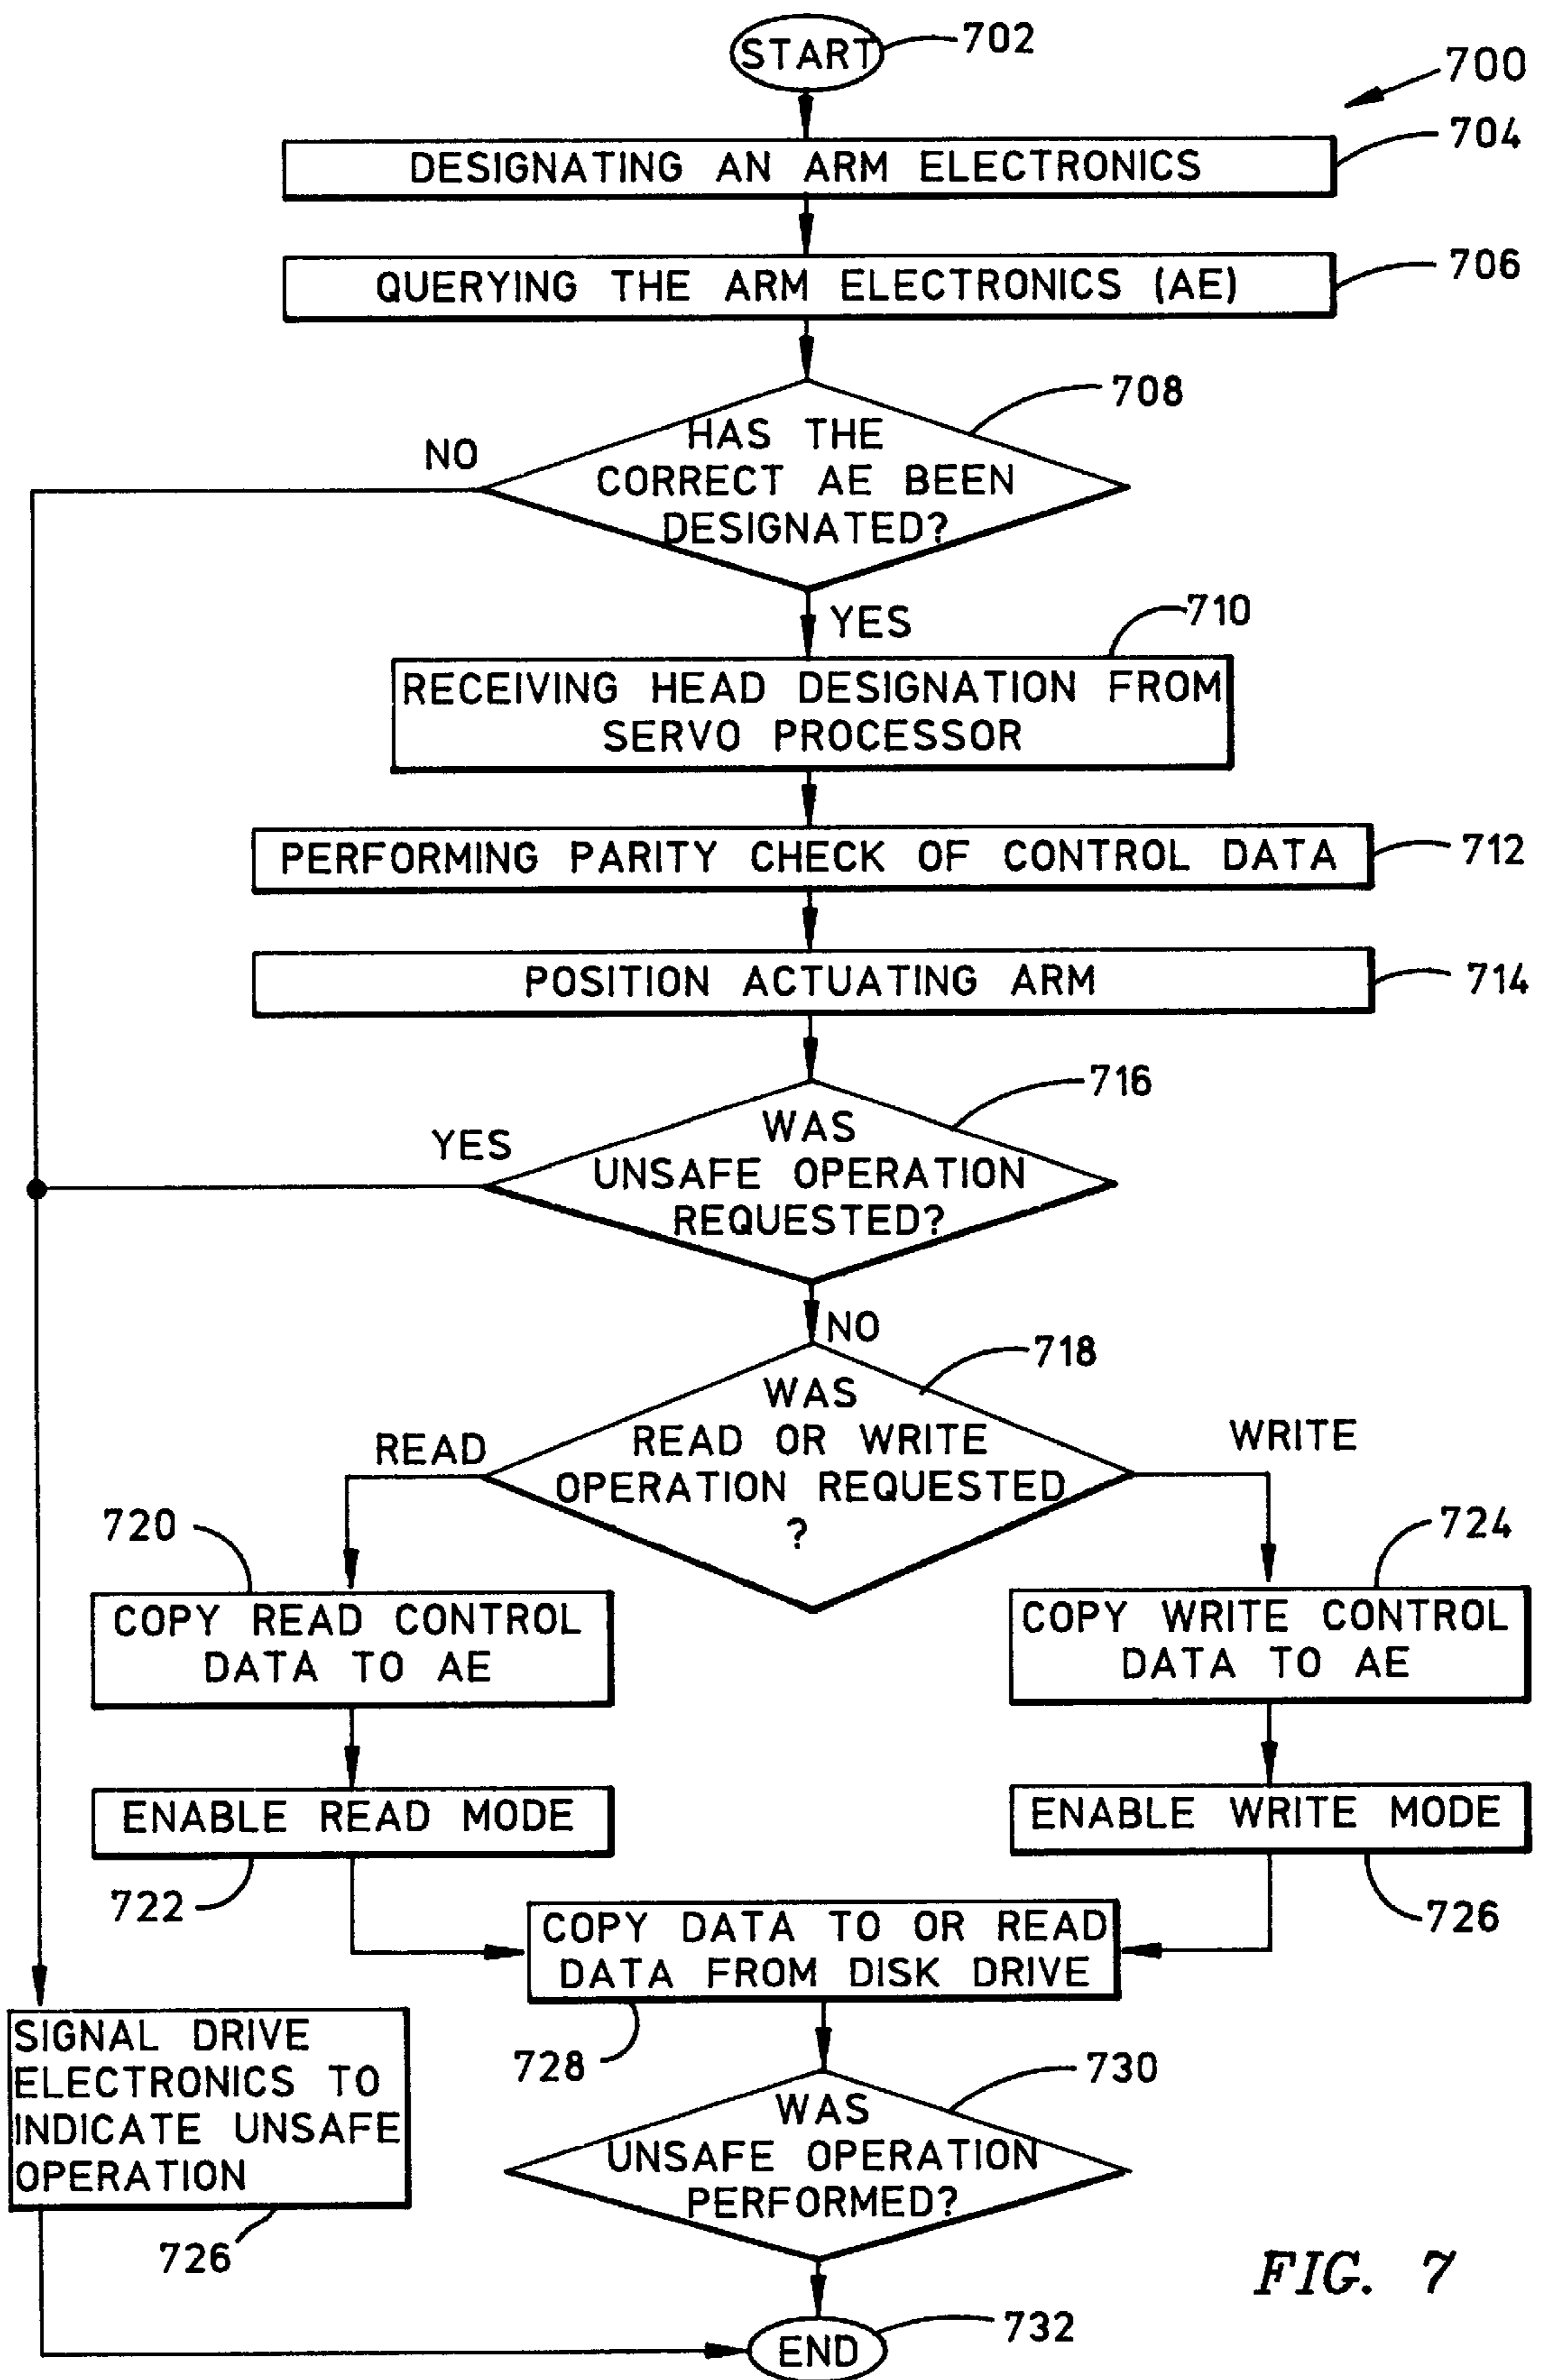 START
702
700
DESIGNATING AN ARM ELECTRONICS
704
QUERYING THE ARM ELECTRONICS (AE)
706
708
HAS THE
CORRECT AE BEEN
DESIGNATED?
NO
YES
710
RECEIVING HEAD DESIGNATION FROM
SERVO PROCESSOR
PERFORMING PARITY CHECK OF CONTROL DATA
712
POSITION ACTUATING ARM
714
716
WAS
UNSAFE OPERATION
REQUESTED?
YES
NO
718
WAS
READ OR WRITE
OPERATION REQUESTED
?
READ
WRITE
720
COPY READ CONTROL
DATA TO AE
724
COPY WRITE CONTROL
DATA TO AE
ENABLE READ MODE
722
ENABLE WRITE MODE
726
COPY DATA TO OR READ
DATA FROM DISK DRIVE
728
SIGNAL DRIVE
ELECTRONICS TO
INDICATE UNSAFE
OPERATION
726
730
WAS
UNSAFE OPERATION
PERFORMED?
END
732
FIG. 7